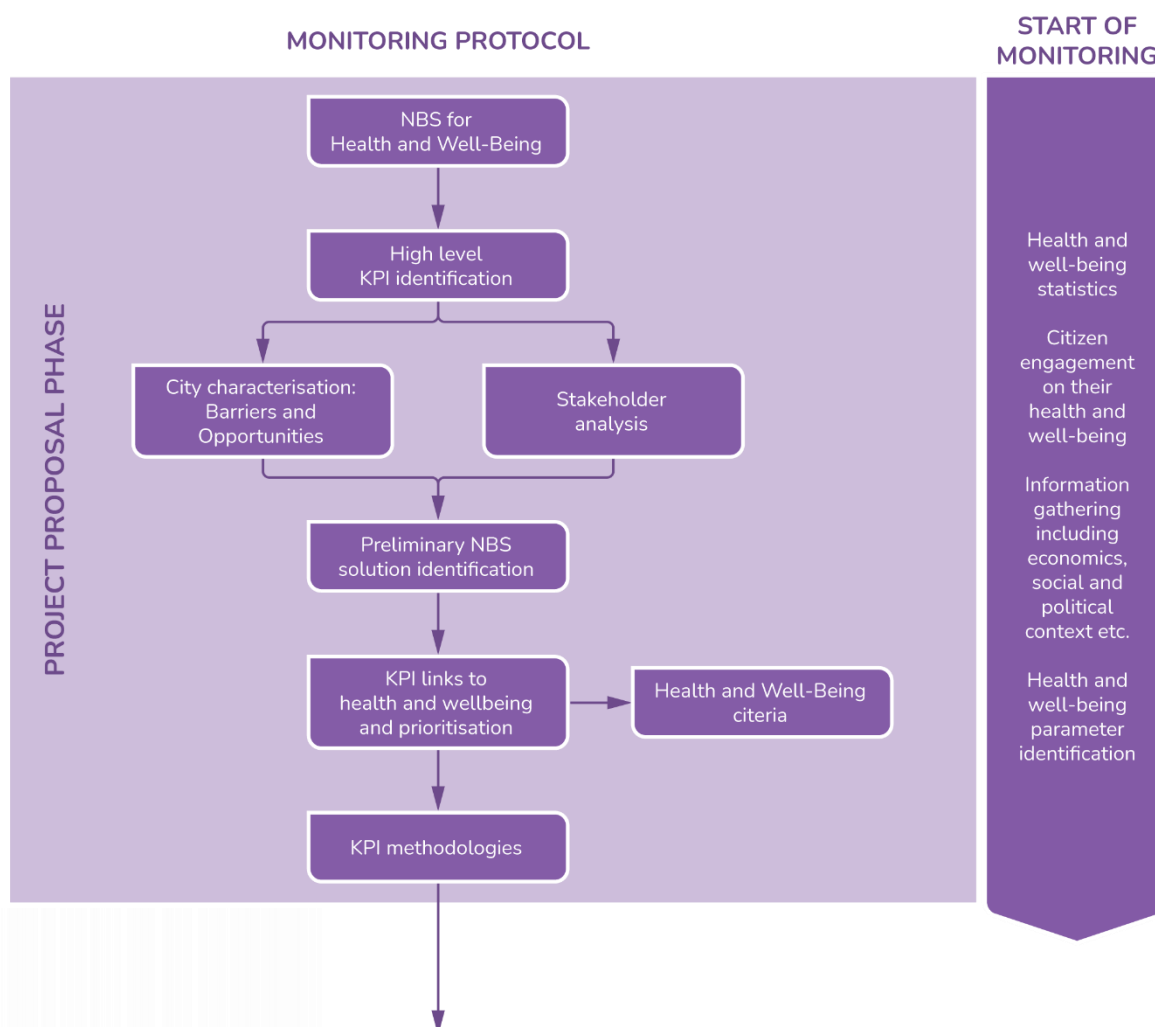 MONITORING PROTOCOL
START OF
MONITORING
PROJECT PROPOSAL PHASE
NBS for
Health and Well-Being
High level
KPI identification
City characterisation:
Barriers and
Opportunities
Stakeholder
analysis
Preliminary NBS
solution identification
KPI links to
health and wellbeing
and prioritisation
Health and Well-Being
citeria
KPI methodologies
Health and
well-being
statistics
Citizen
engagement
on their
health and
well-being
Information
gathering
including
economics,
social and
political
context etc.
Health and
well-being
parameter
identification